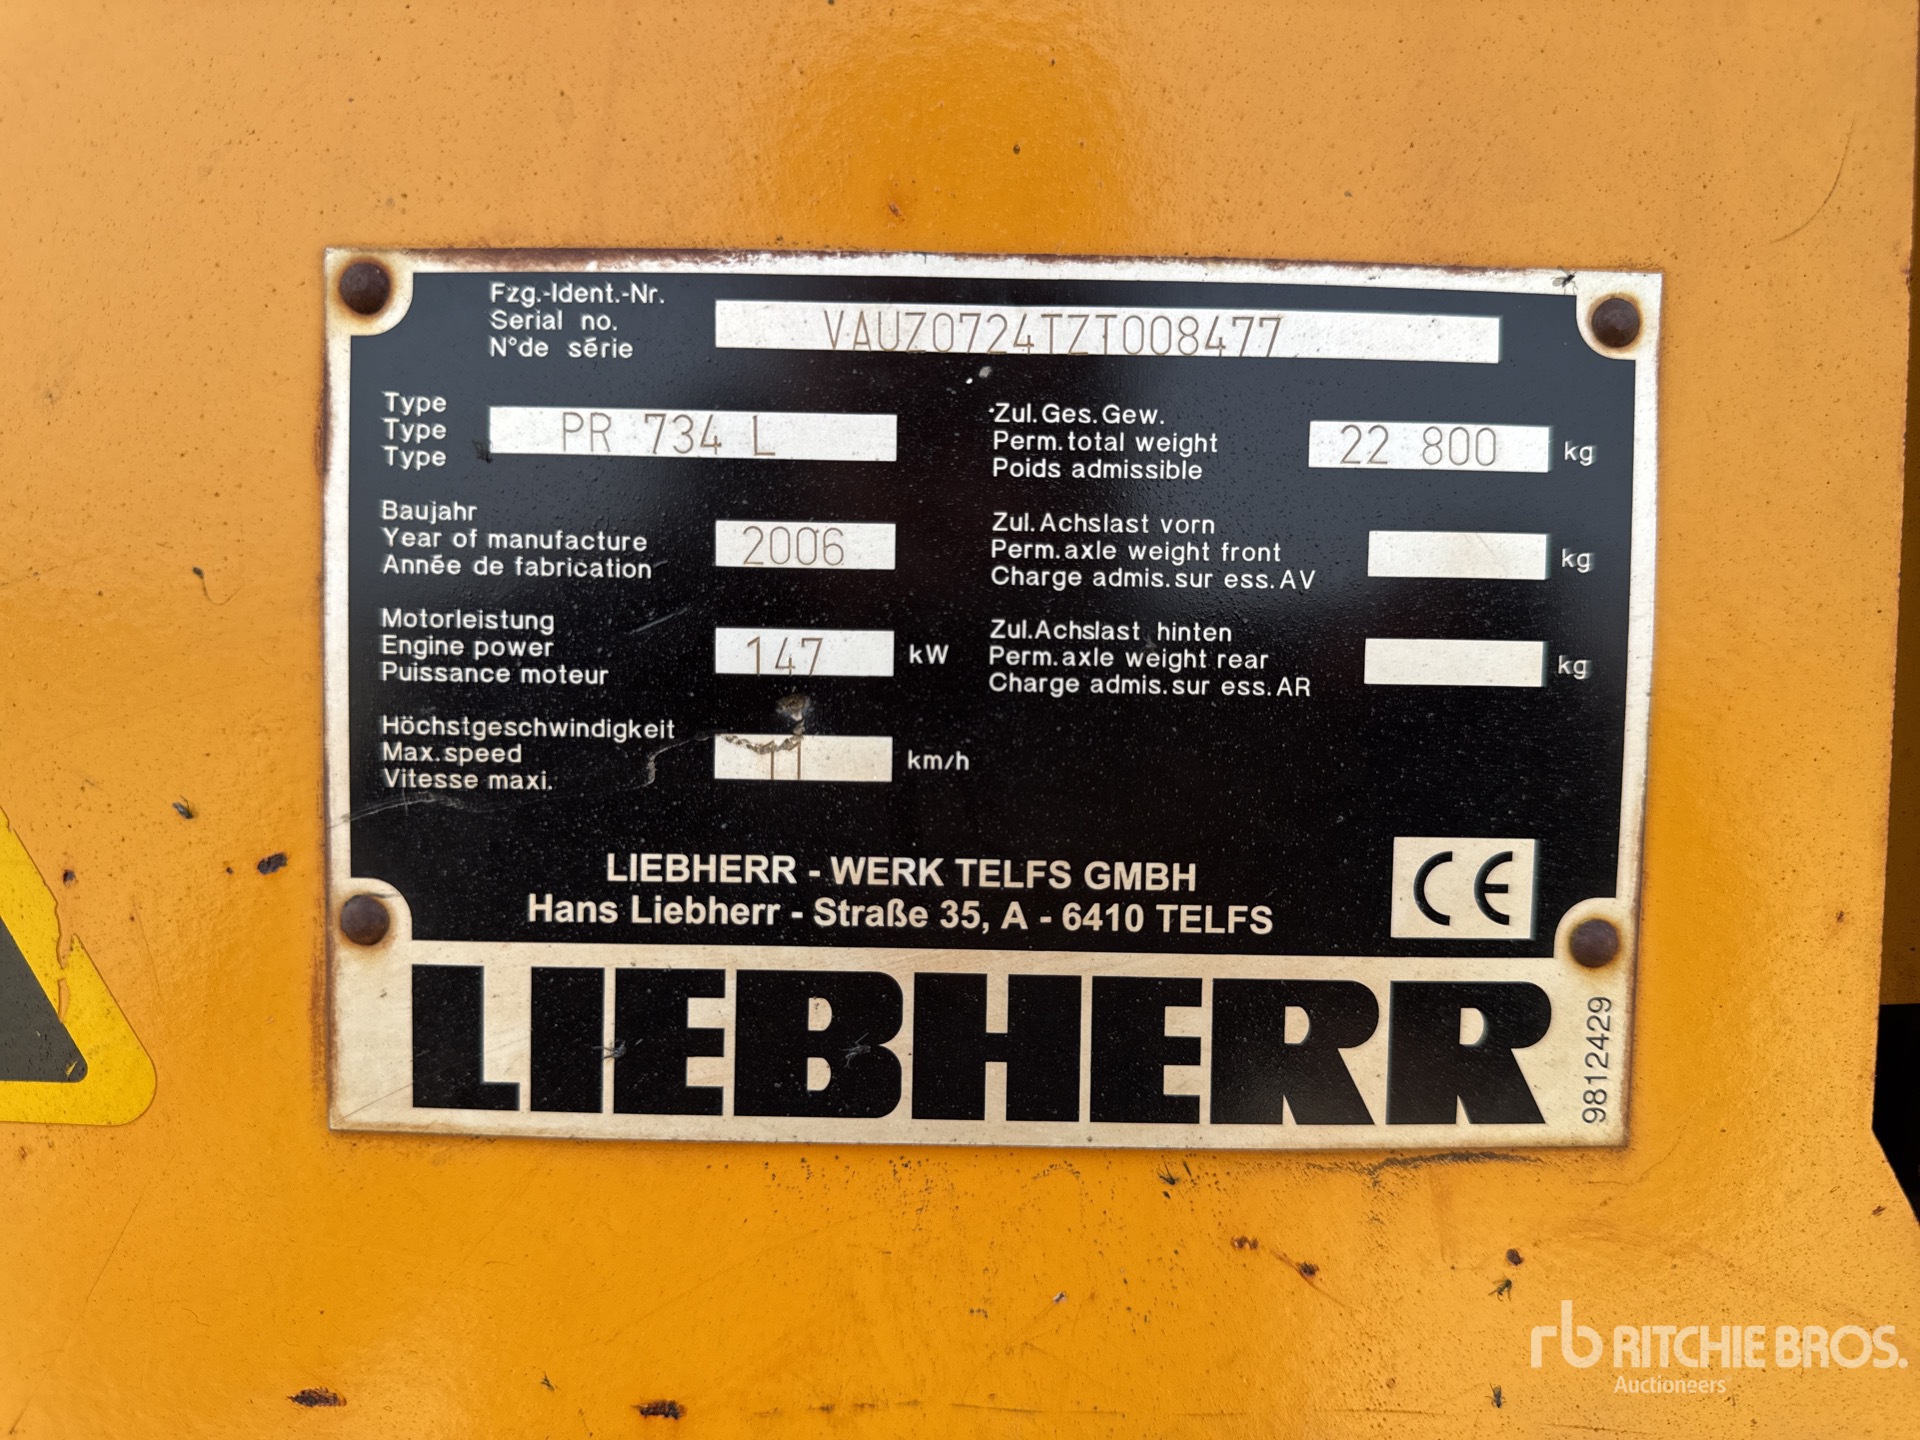 Fzg.-Ident.-Nr.
Serial no.
N°de série
VAUZ0724TZT008477
Type
Type
Type
PR 734 L
Zul.Ges.Gew.
Perm.total weight
Poids admissible
22 800 kg
Baujahr
Year of manufacture
Année de fabrication
2006
Zul.Achslast vorn
Perm.axle weight front
Charge admis.sur ess.AV
kg
Motorleistung
Engine power
Puissance moteur
147 kW
Zul.Achslast hinten
Perm.axle weight rear
Charge admis.sur ess.AR
kg
Höchstgeschwindigkeit
Max.speed
Vitesse maxi.
11 km/h
LIEBHERR - WERK TELFS GMBH
Hans Liebherr - Straße 35, A - 6410 TELFS
CE
LIEBHERR
9812429
rb RITCHIE BROS.
Auctioneers